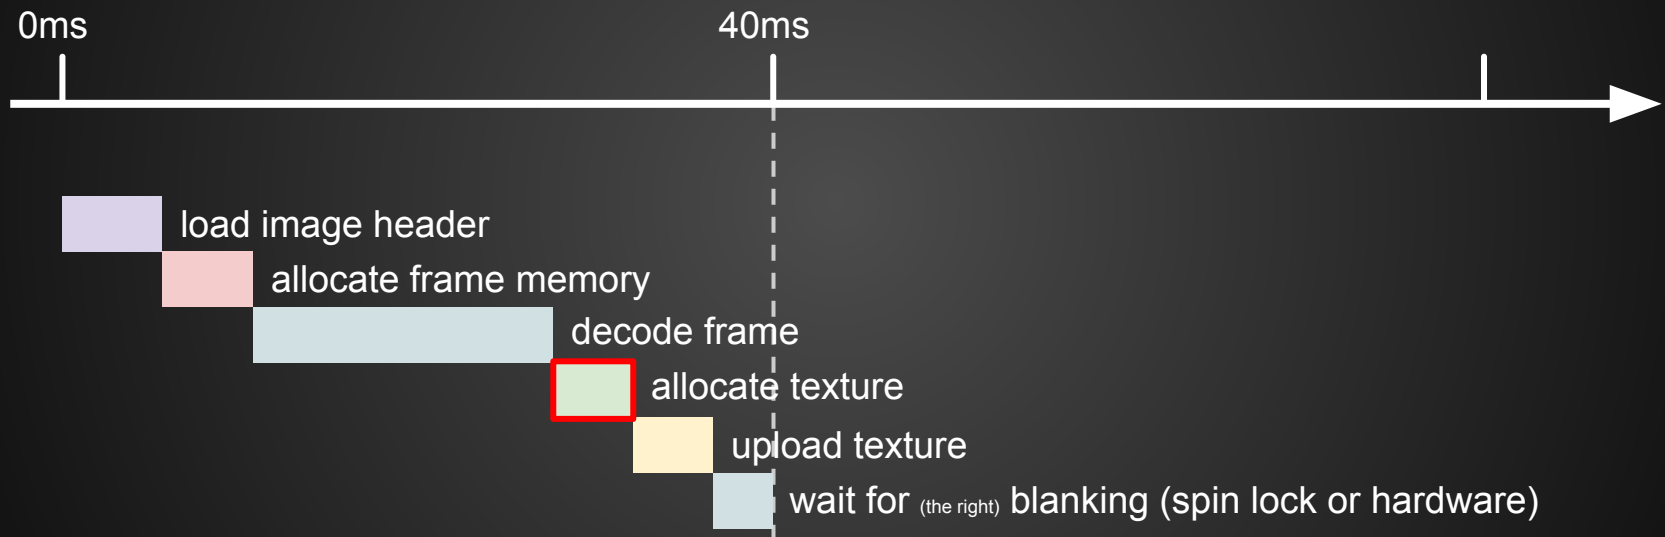 0ms 40ms
load image header
allocate frame memory
decode frame
allocate texture
upload texture
wait for (the right) blanking (spin lock or hardware)